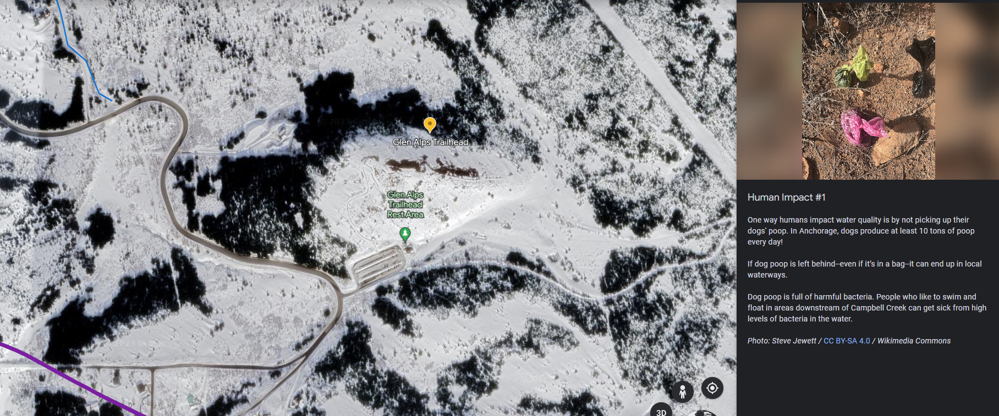 Glen Alps Trailhead
Glen Alps
Trailhead
Rest Area
3D
Human Impact #1
One way humans impact water quality is by not picking up their
dogs' poop. In Anchorage, dogs produce at least 10 tons of poop
every day!
If dog poop is left behind--even if it's in a bag--it can end up in local
waterways.
Dog poop is full of harmful bacteria. People who like to swim and
float in areas downstream of Campbell Creek can get sick from high
levels of bacteria in the water.
Photo: Steve Jewett / CC BY-SA 4.0 / Wikimedia Commons